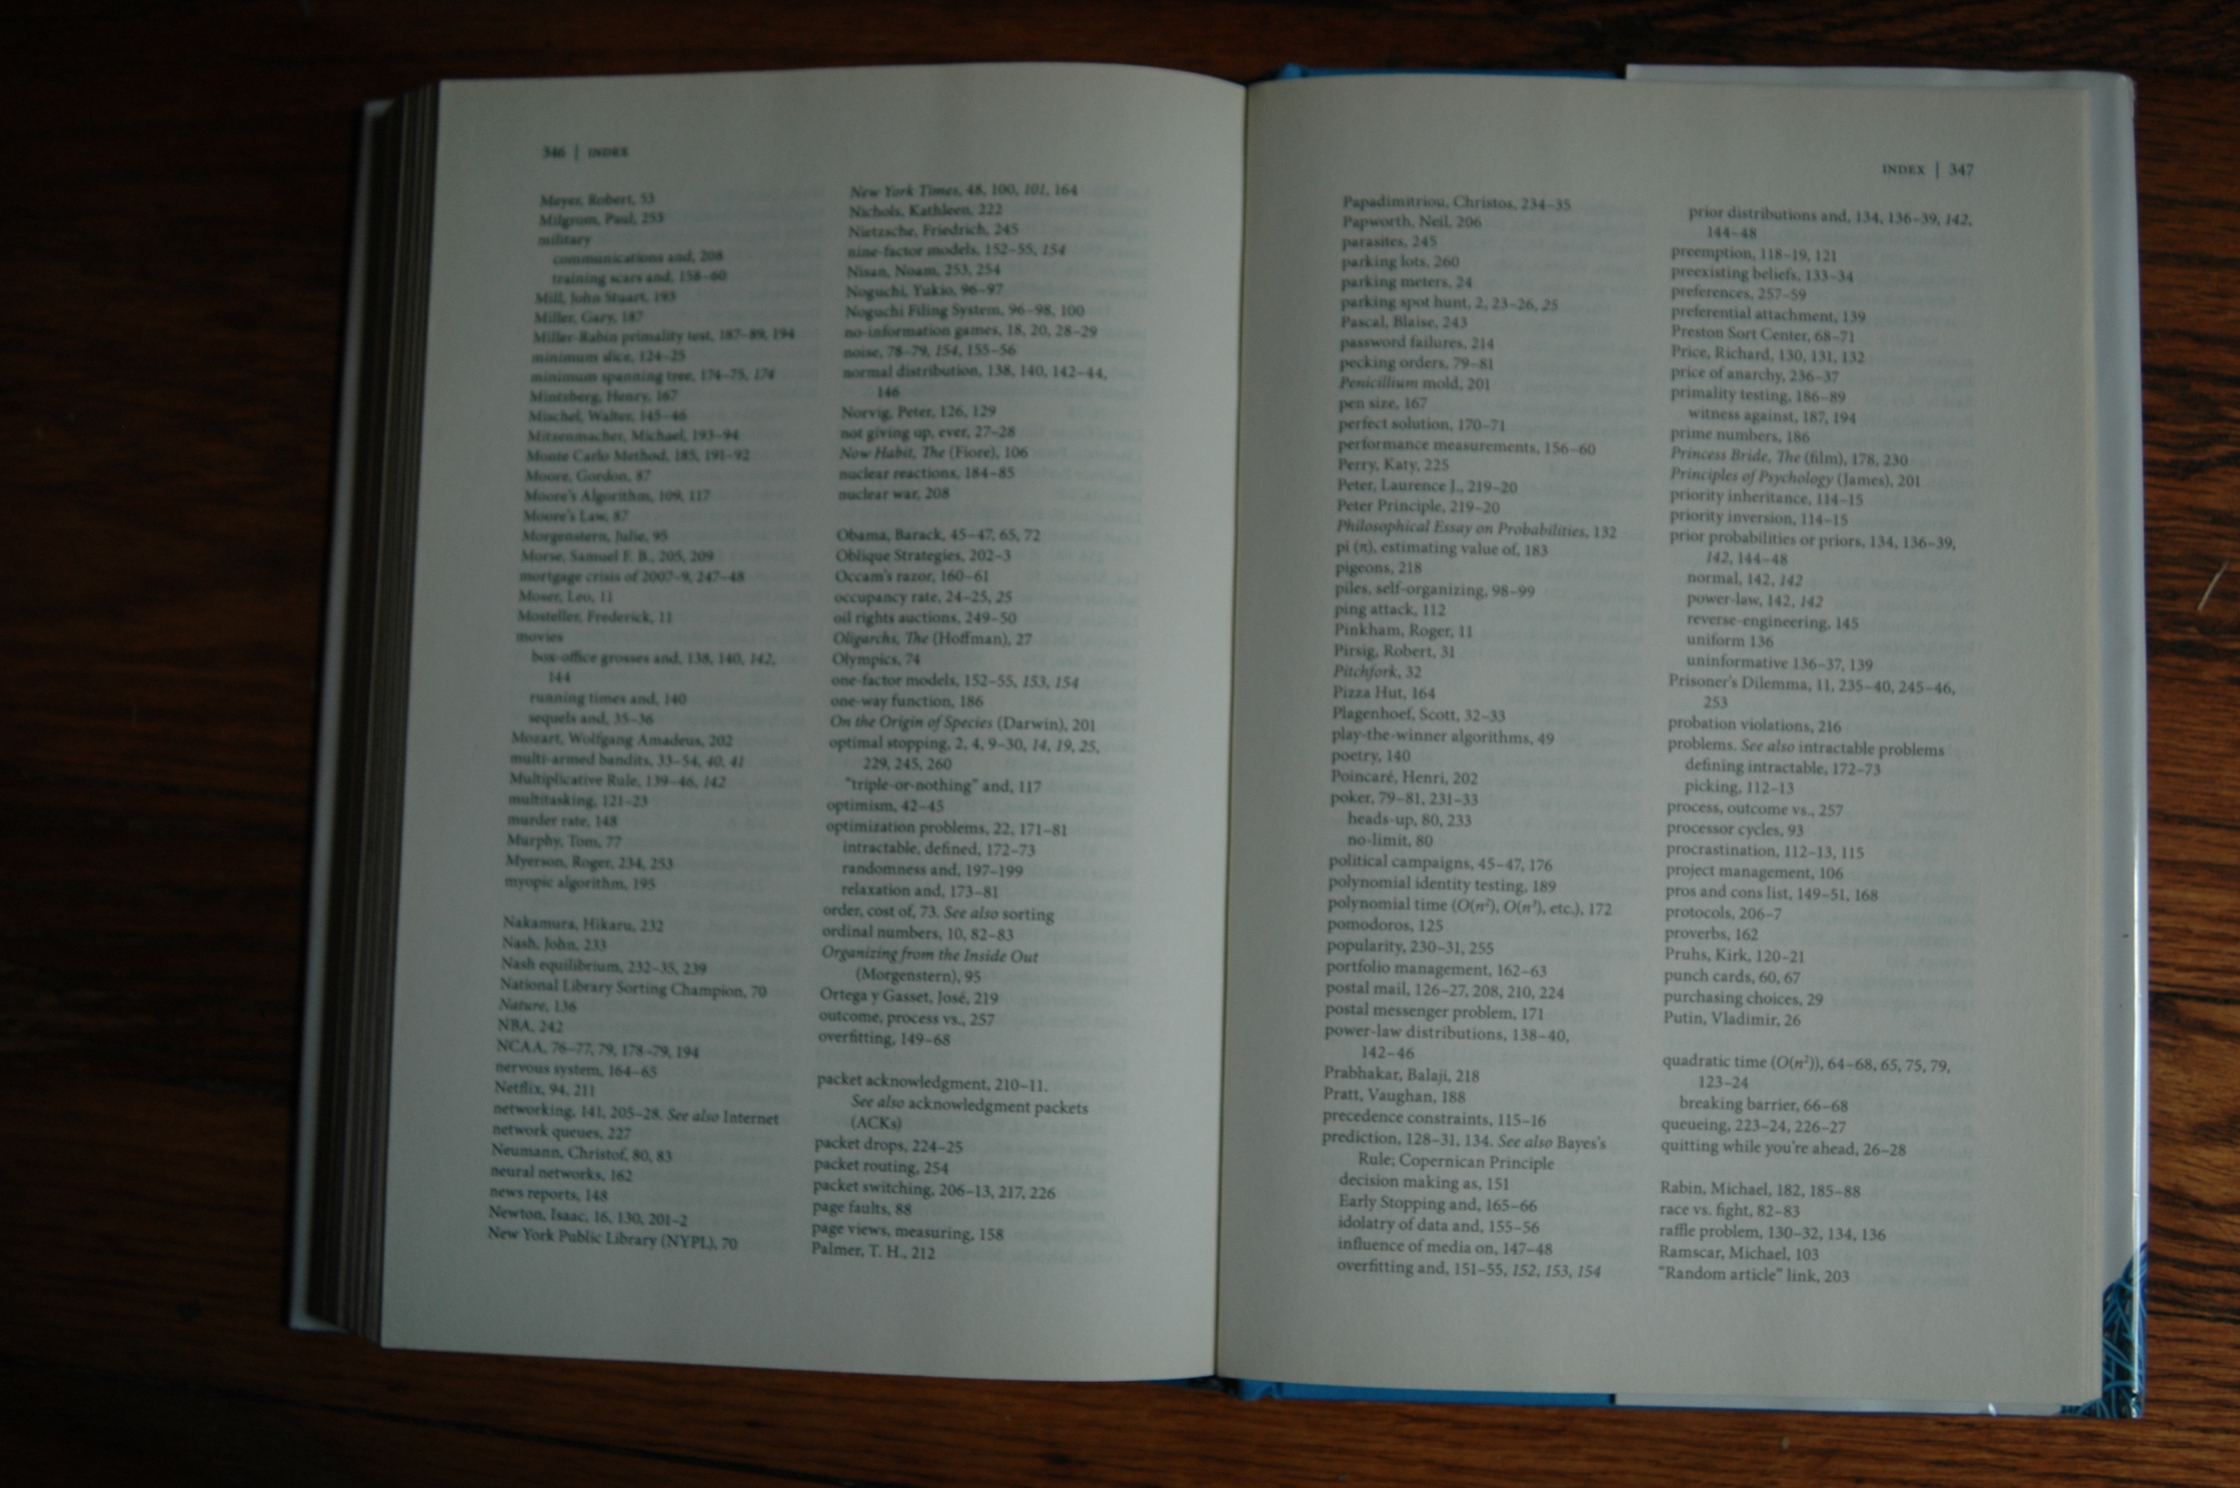 346 | INDEX
Meyer, Robert, 53
Milgrom, Paul, 253
military
communications and, 208
training scars and, 158–60
Mill, John Stuart, 193
Miller, Gary, 187
Miller-Rabin primality test, 187–89, 194
minimum slice, 124–25
minimum spanning tree, 174–75, 174
Mintzberg, Henry, 167
Mischel, Walter, 145–46
Mitzenmacher, Michael, 193–94
Monte Carlo Method, 185, 191–92
Moore, Gordon, 87
Moore's Algorithm, 109, 117
Moore's Law, 87
Morgenstern, Julie, 95
Morse, Samuel F. B., 205, 209
mortgage crisis of 2007–9, 247–48
Moser, Leo, 11
Mosteller, Frederick, 11
movies
box-office grosses and, 138, 140, 142,
144
running times and, 140
sequels and, 35–36
Mozart, Wolfgang Amadeus, 202
multi-armed bandits, 33–54, 40, 41
Multiplicative Rule, 139–46, 142
multitasking, 121–23
murder rate, 148
Murphy, Tom, 77
Myerson, Roger, 234, 253
myopic algorithm, 195
Nakamura, Hikaru, 232
Nash, John, 233
Nash equilibrium, 232–35, 239
National Library Sorting Champion, 70
Nature, 136
NBA, 242
NCAA, 76–77, 79, 178–79, 194
nervous system, 164–65
Netflix, 94, 211
networking, 141, 205–28. See also Internet
network queues, 227
Neumann, Christof, 80, 83
neural networks, 162
news reports, 148
Newton, Isaac, 16, 130, 201–2
New York Public Library (NYPL), 70
New York Times, 48, 100, 101, 164
Nichols, Kathleen, 222
Nietzsche, Friedrich, 245
nine-factor models, 152–55, 154
Nisan, Noam, 253, 254
Noguchi, Yukio, 96–97
Noguchi Filing System, 96–98, 100
no-information games, 18, 20, 28–29
noise, 78–79, 154, 155–56
normal distribution, 138, 140, 142–44,
146
Norvig, Peter, 126, 129
not giving up, ever, 27–28
New Habit, The (Fiore), 106
nuclear reactions, 184–85
nuclear war, 208
Obama, Barack, 45–47, 65, 72
Oblique Strategies, 202–3
Occam's razor, 160–61
occupancy rate, 24–25, 25
oil rights auctions, 249–50
Oligarchs, The (Hoffman), 27
Olympics, 74
one-factor models, 152–55, 153, 154
one-way function, 186
On the Origin of Species (Darwin), 201
optimal stopping, 2, 4, 9–30, 14, 19, 25,
229, 245, 260
"triple-or-nothing" and, 117
optimism, 42–45
optimization problems, 22, 171–81
intractable, defined, 172–73
randomness and, 197–199
relaxation and, 173–81
order, cost of, 73. See also sorting
ordinal numbers, 10, 82–83
Organizing from the Inside Out
(Morgenstern), 95
Ortega y Gasset, José, 219
outcome, process vs., 257
overfitting, 149–68
packet acknowledgment, 210–11.
See also acknowledgment packets
(ACKs)
packet drops, 224–25
packet routing, 254
packet switching, 206–13, 217, 226
page faults, 88
page views, measuring, 158
Palmer, T. H., 212
INDEX | 347
Papadimitriou, Christos, 234–35
Papworth, Neil, 206
parasites, 245
parking lots, 260
parking meters, 24
parking spot hunt, 2, 23–26, 25
Pascal, Blaise, 243
password failures, 214
pecking orders, 79–81
Penicillium mold, 201
pen size, 167
perfect solution, 170–71
performance measurements, 156–60
Perry, Katy, 225
Peter, Laurence J., 219–20
Peter Principle, 219–20
Philosophical Essay on Probabilities, 132
pi (π), estimating value of, 183
pigeons, 218
piles, self-organizing, 98–99
ping attack, 112
Pinkham, Roger, 11
Pirsig, Robert, 31
Pitchfork, 32
Pizza Hut, 164
Plagenhoef, Scott, 32–33
play-the-winner algorithms, 49
poetry, 140
Poincaré, Henri, 202
poker, 79–81, 231–33
heads-up, 80, 233
no-limit, 80
political campaigns, 45–47, 176
polynomial identity testing, 189
polynomial time (O(n²), O(n³), etc.), 172
pomodoros, 125
popularity, 230–31, 255
portfolio management, 162–63
postal mail, 126–27, 208, 210, 224
postal messenger problem, 171
power-law distributions, 138–40,
142–46
Prabhakar, Balaji, 218
Pratt, Vaughan, 188
precedence constraints, 115–16
prediction, 128–31, 134. See also Bayes's
Rule; Copernican Principle
decision making as, 151
Early Stopping and, 165–66
idolatry of data and, 155–56
influence of media on, 147–48
overfitting and, 151–55, 152, 153, 154
prior distributions and, 134, 136–39, 142,
144–48
preemption, 118–19, 121
preexisting beliefs, 133–34
preferences, 257–59
preferential attachment, 139
Preston Sort Center, 68–71
Price, Richard, 130, 131, 132
price of anarchy, 236–37
primality testing, 186–89
witness against, 187, 194
prime numbers, 186
Princess Bride, The (film), 178, 230
Principles of Psychology (James), 201
priority inheritance, 114–15
priority inversion, 114–15
prior probabilities or priors, 134, 136–39,
142, 144–48
normal, 142, 142
power-law, 142, 142
reverse-engineering, 145
uniform 136
uninformative 136–37, 139
Prisoner's Dilemma, 11, 235–40, 245–46,
253
probation violations, 216
problems. See also intractable problems
defining intractable, 172–73
picking, 112–13
process, outcome vs., 257
processor cycles, 93
procrastination, 112–13, 115
project management, 106
pros and cons list, 149–51, 168
protocols, 206–7
proverbs, 162
Pruhs, Kirk, 120–21
punch cards, 60, 67
purchasing choices, 29
Putin, Vladimir, 26
quadratic time (O(n²)), 64–68, 65, 75, 79,
123–24
breaking barrier, 66–68
queueing, 223–24, 226–27
quitting while you're ahead, 26–28
Rabin, Michael, 182, 185–88
race vs. fight, 82–83
raffle problem, 130–32, 134, 136
Ramscar, Michael, 103
"Random article" link, 203